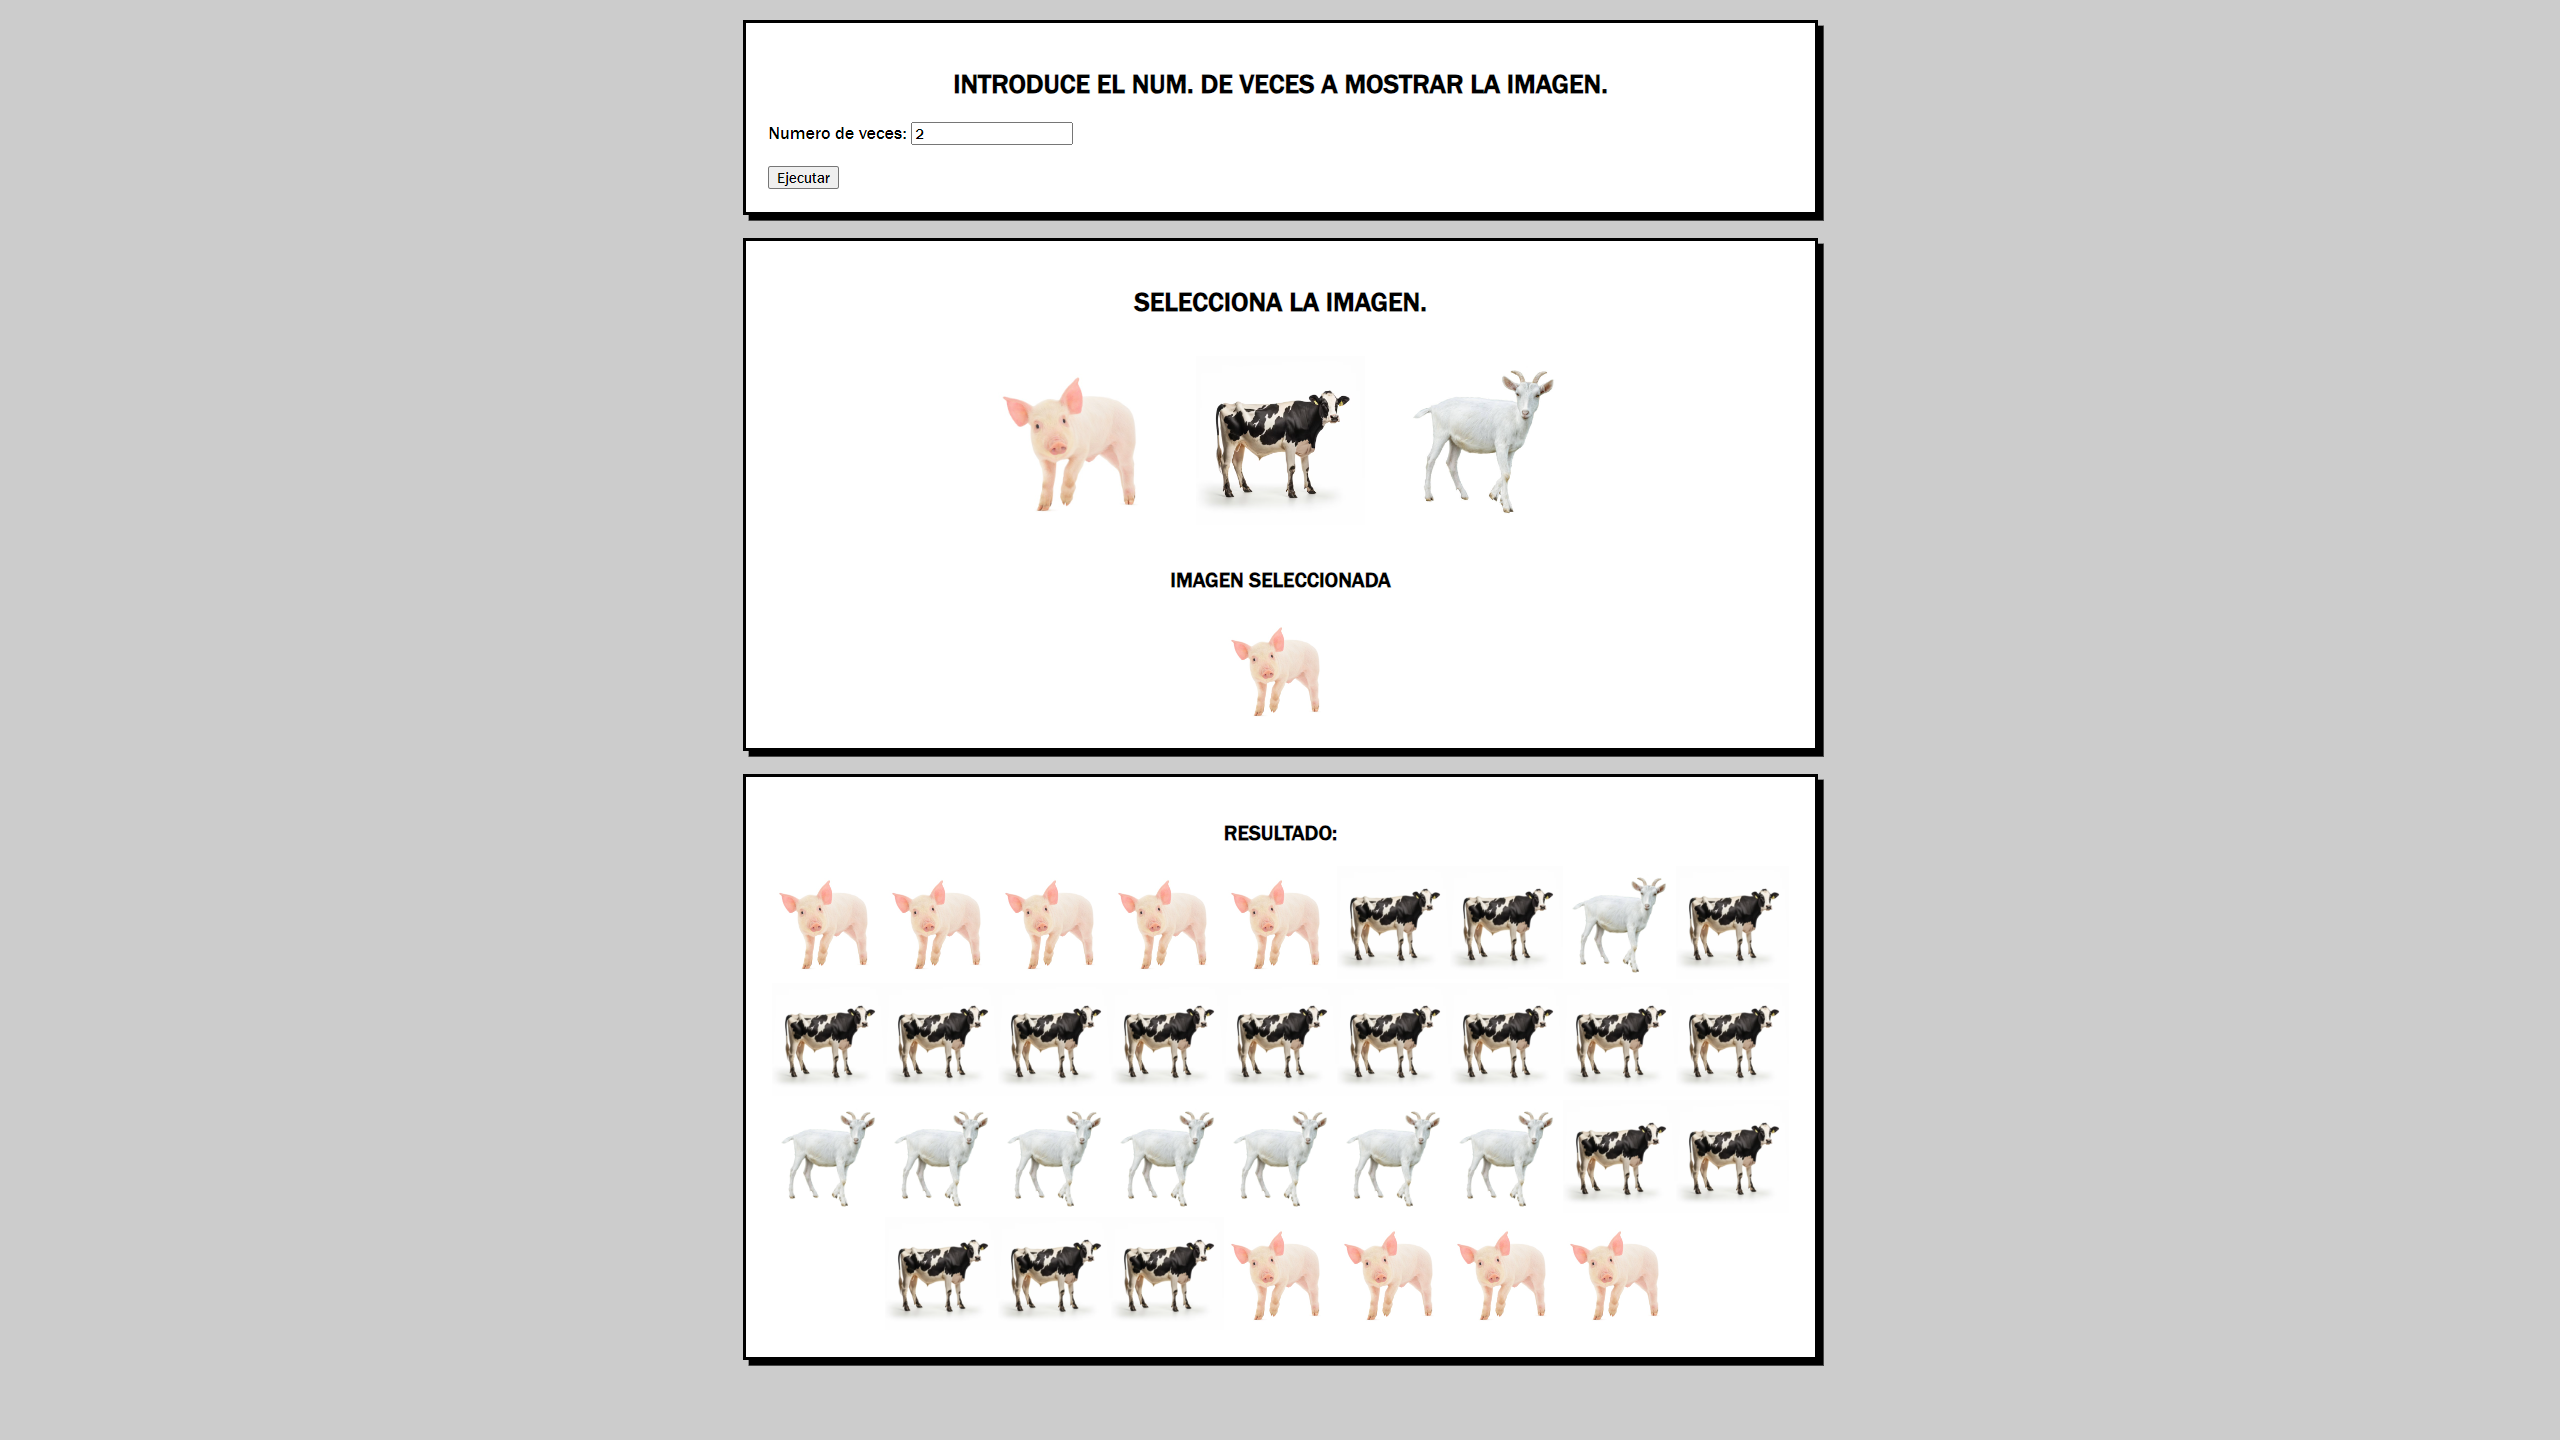 INTRODUCE EL NUM. DE VECES A MOSTRAR LA IMAGEN.
Numero de veces: 2
Ejecutar
SELECCIONA LA IMAGEN.
IMAGEN SELECCIONADA
RESULTADO: